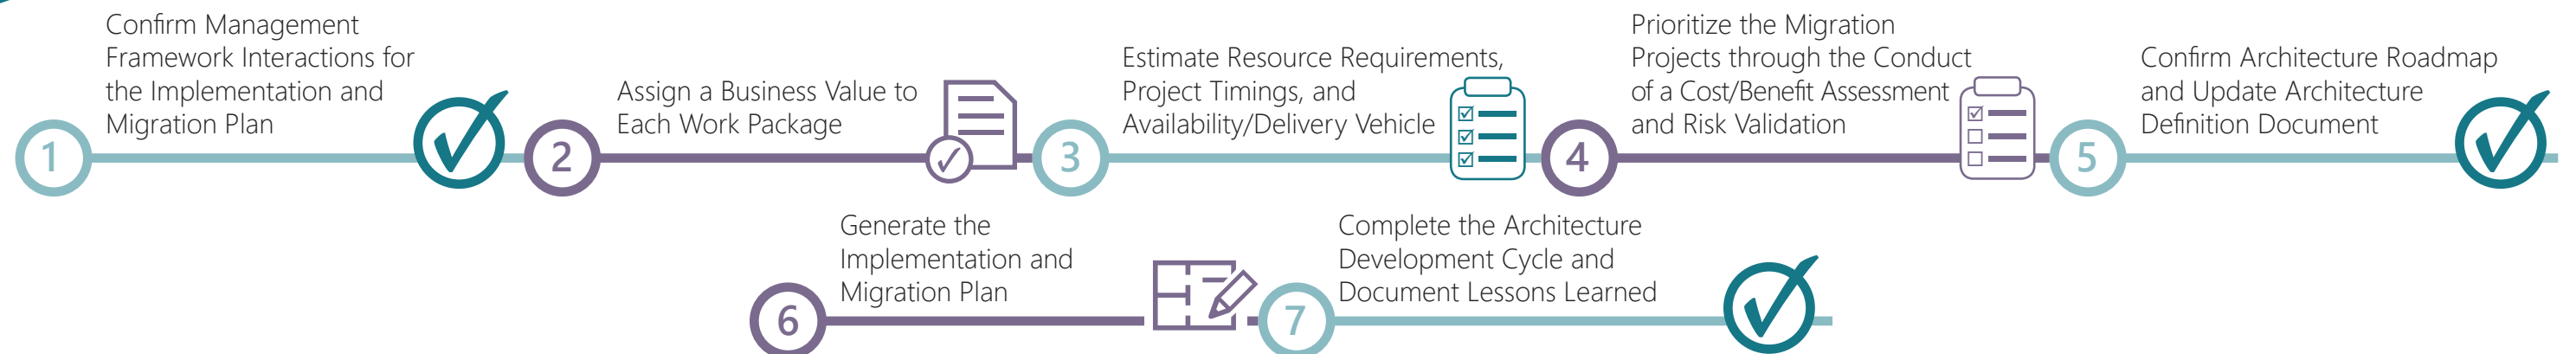 Confirm Management
Framework Interactions for
the Implementation and
Migration Plan
1
Assign a Business Value to
Each Work Package
2
Estimate Resource Requirements,
Project Timings, and
Availability/Delivery Vehicle
3
Prioritize the Migration
Projects through the Conduct
of a Cost/Benefit Assessment
and Risk Validation
4
Confirm Architecture Roadmap
and Update Architecture
Definition Document
5
Generate the
Implementation and
Migration Plan
6
Complete the Architecture
Development Cycle and
Document Lessons Learned
7